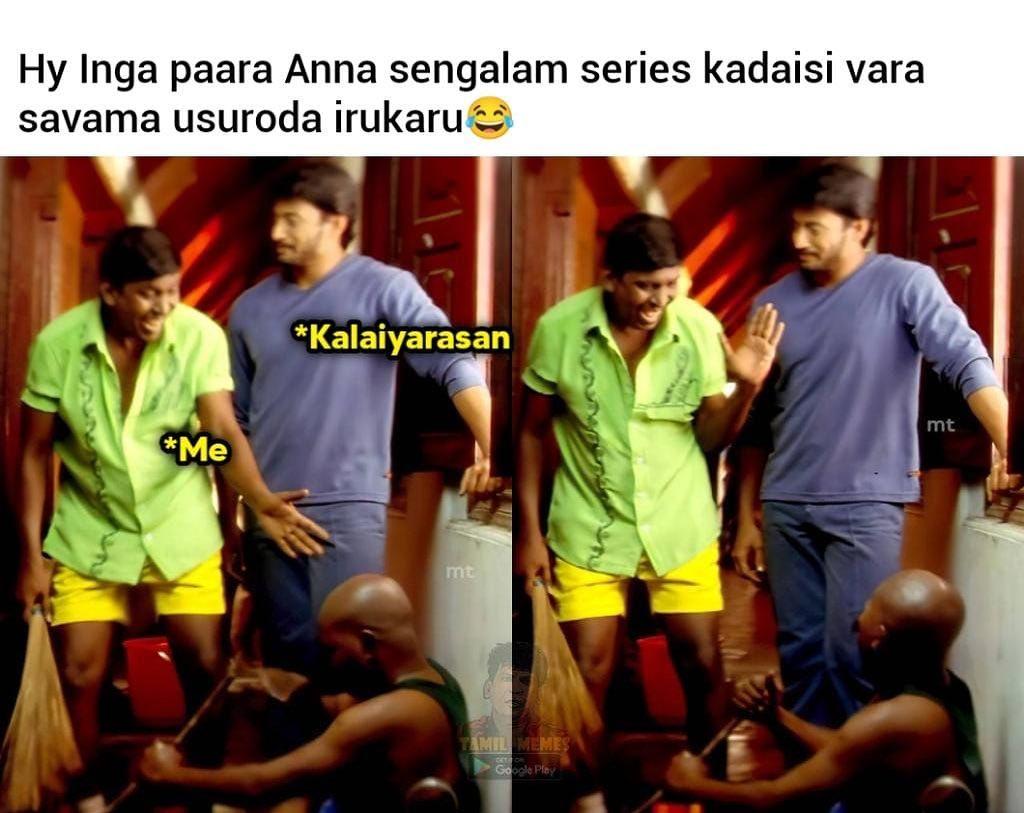 Hy Inga paara Anna sengalam series kadaisi vara
savama usuroda irukaru😂
*Kalaiyarasan
*Me
mt
mt
TAMIL MEMES
GET IT ON
Google Play